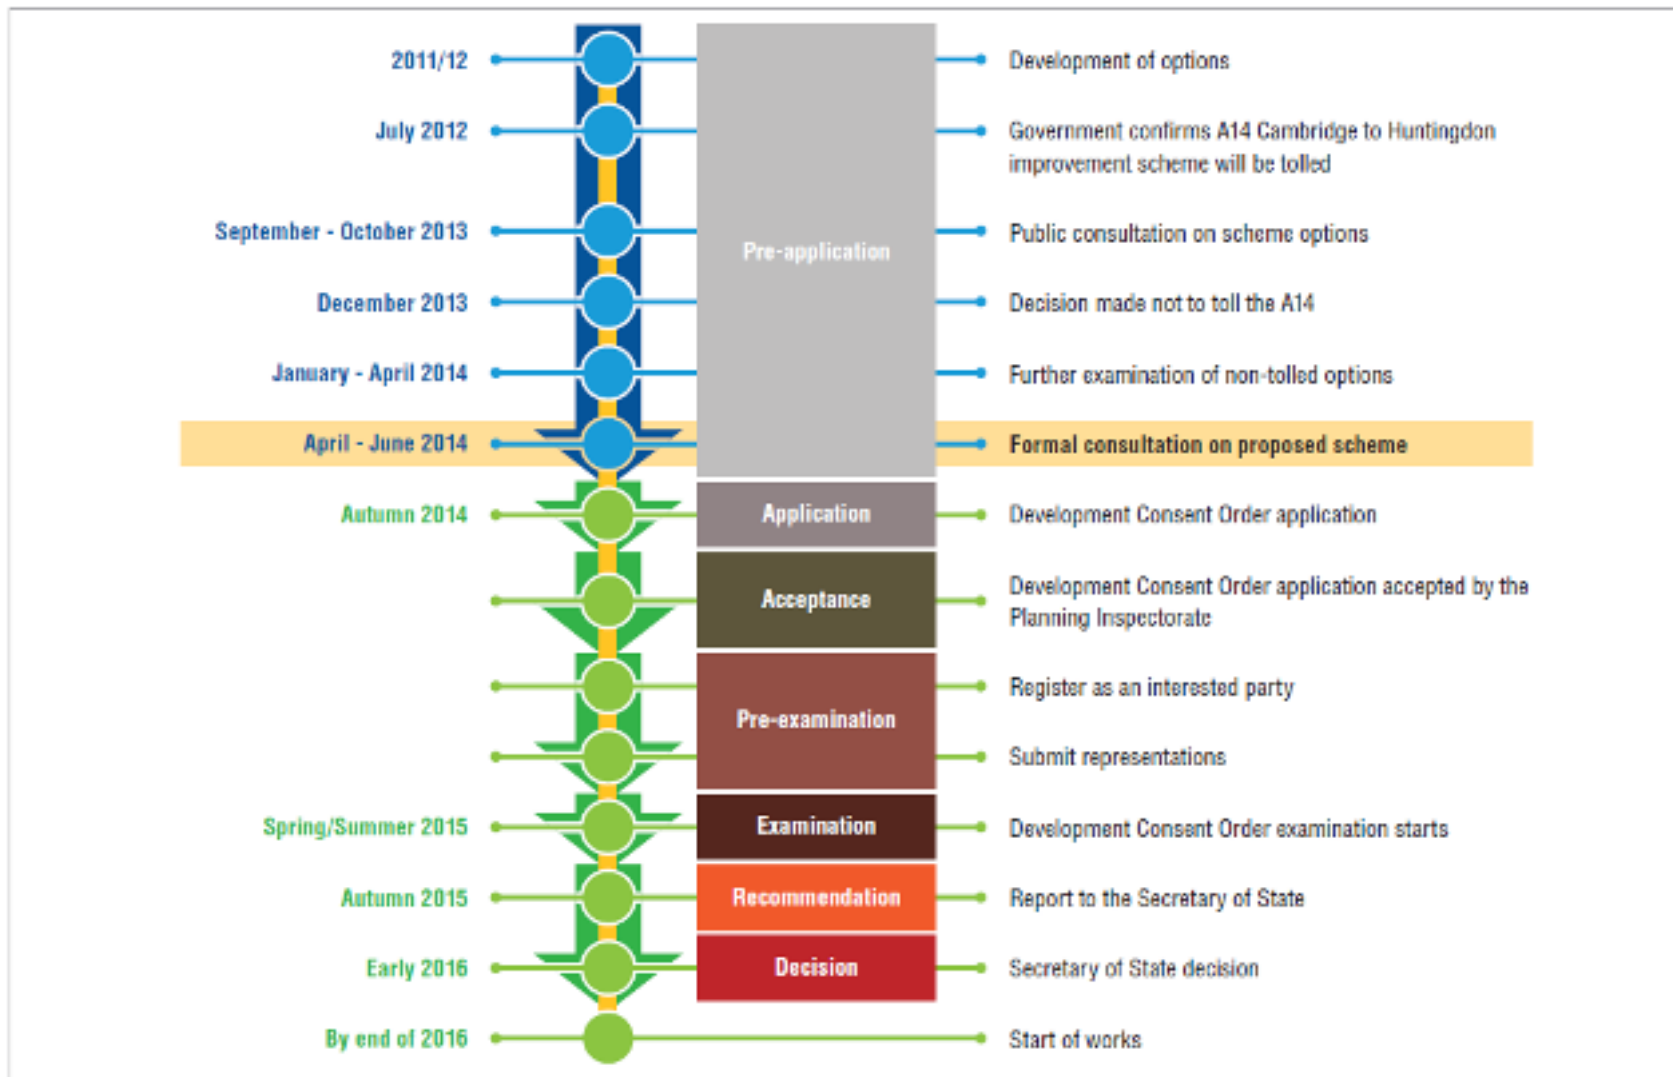 2011/12
Development of options
July 2012
Government confirms A14 Cambridge to Huntingdon
improvement scheme will be tolled
September - October 2013
Public consultation on scheme options
Pre-application
December 2013
Decision made not to toll the A14
January - April 2014
Further examination of non-tolled options
April - June 2014
Formal consultation on proposed scheme
Autumn 2014
Application
Development Consent Order application
Acceptance
Development Consent Order application accepted by the
Planning Inspectorate
Register as an interested party
Pre-examination
Submit representations
Spring/Summer 2015
Examination
Development Consent Order examination starts
Autumn 2015
Recommendation
Report to the Secretary of State
Early 2016
Decision
Secretary of State decision
By end of 2016
Start of works